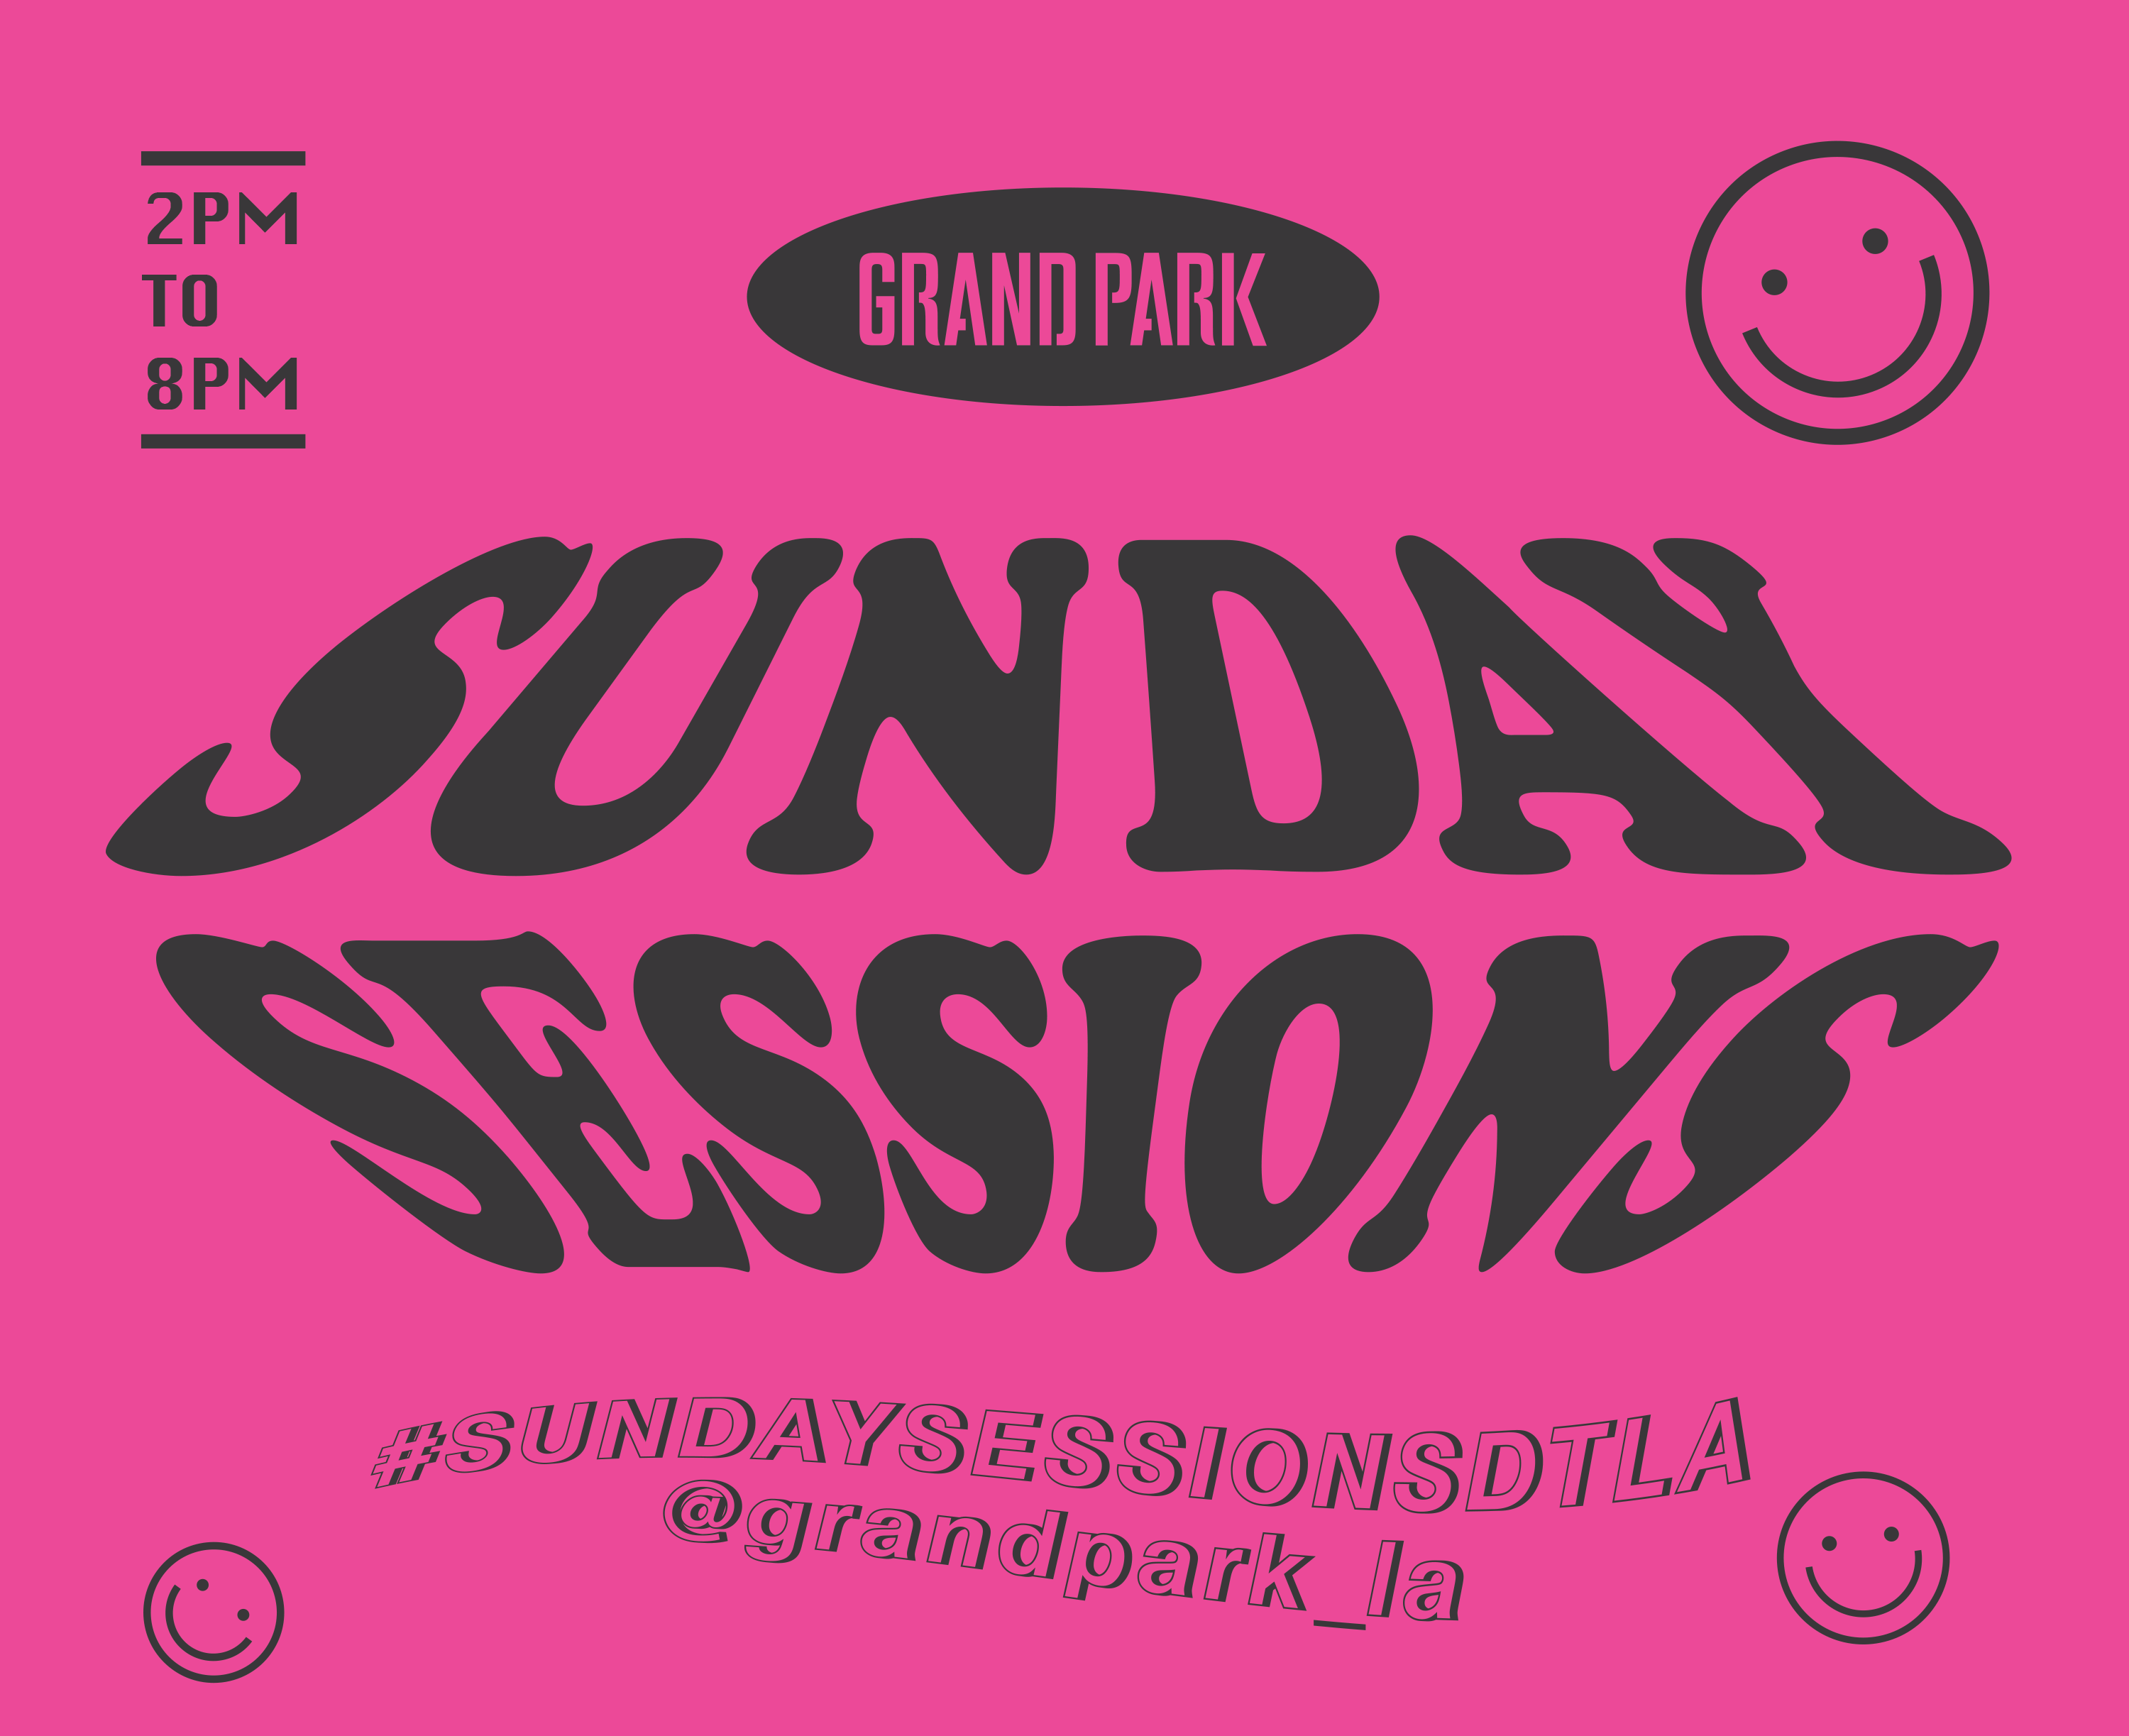 2PM
TO
8PM
GRAND PARK
SUNDAY
SESSIONS
#SUNDAYSESSIONSDTLA
@grandpark_la